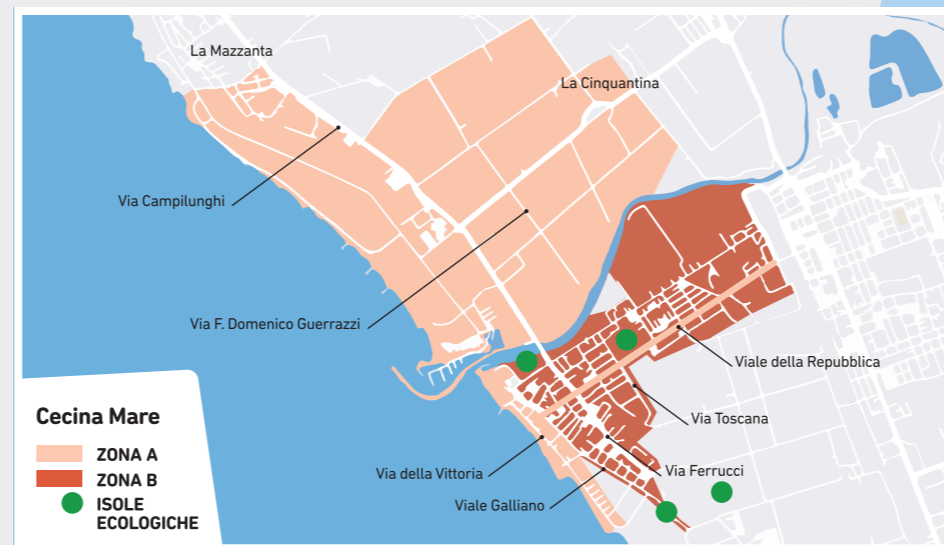 La Mazzanta
La Cinquantina
Via Campilunghi
Via F. Domenico Guerrazzi
Viale della Repubblica
Via Toscana
Via della Vittoria
Via Ferrucci
Viale Galliano
Cecina Mare
ZONA A
ZONA B
ISOLE
ECOLOGICHE